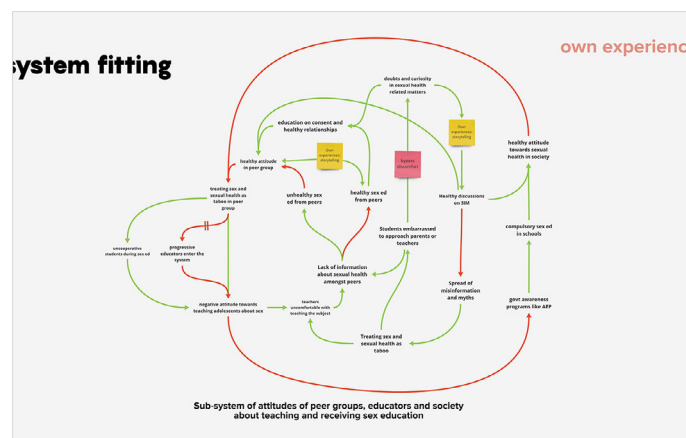 system fitting
own experienc
doubts and curiosity
in sexual health
related matters
education on consent and
healthy relationships
Own
experiences
storytelling
Own
experiences
storytelling
healthy attitude
towards sexual
health in society
healthy attitude
in peer group
bypass
discomfort
treating sex and
sexual health as
taboo in peer
group
unhealthy sex
ed from peers
healthy sex ed
from peers
Healthy discussions
on SIM
compulsory sex ed
in schools
Students embarrassed
to approach parents or
teachers
uncooperative
students during sex ed
progressive
educators enter the
system
Lack of information
about sexual health
amongst peers
Spread of
misinformation
and myths
negative attitude towards
teaching adolescents about sex
teachers
uncomfortable with
teaching the subject
govt awareness
programs like AEP
Treating sex and
sexual health as
taboo
Sub-system of attitudes of peer groups, educators and society
about teaching and receiving sex education